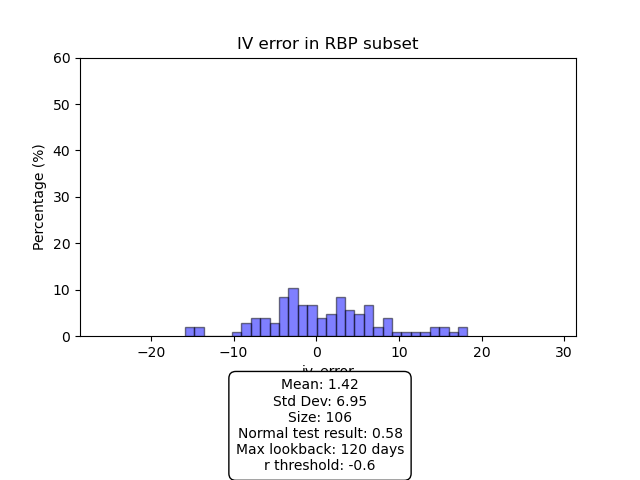 IV error in RBP subset
60
50
40
30
20
10
0
Percentage (%)
−20
−10
0
10
20
30
iv_error
Mean: 1.42
Std Dev: 6.95
Size: 106
Normal test result: 0.58
Max lookback: 120 days
r threshold: -0.6